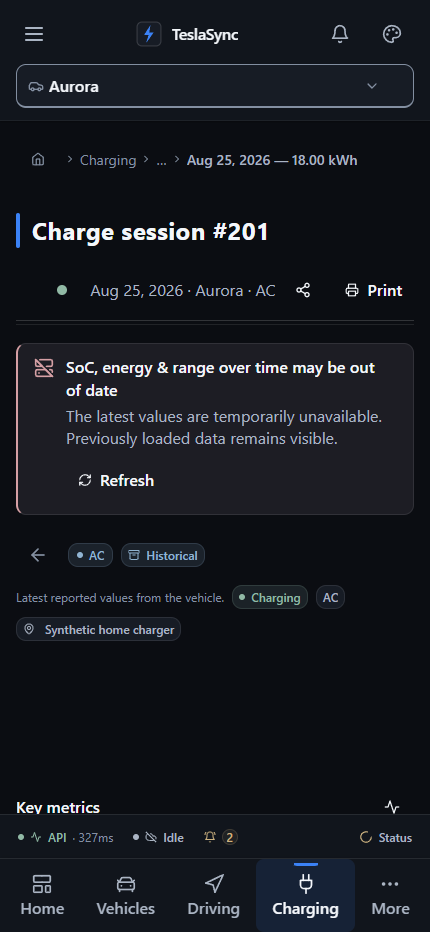 TeslaSync
Aurora
Charging > ... > Aug 25, 2026 — 18.00 kWh
Charge session #201
Aug 25, 2026 · Aurora · AC
Print
SoC, energy & range over time may be out
of date
The latest values are temporarily unavailable.
Previously loaded data remains visible.
Refresh
AC
Historical
Latest reported values from the vehicle.
Charging
AC
Synthetic home charger
Key metrics
API · 327ms
Idle
2
Status
Home
Vehicles
Driving
Charging
More